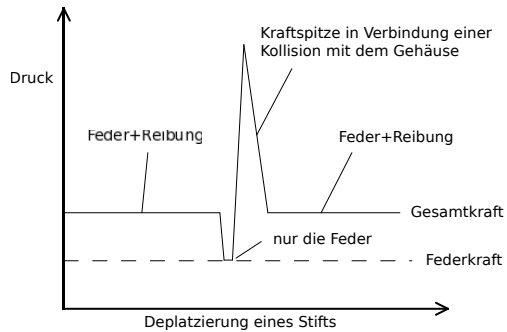 Kraftspitze in Verbindung einer
Kollision mit dem Gehäuse
Druck
Feder+Reibung
Feder+Reibung
Gesamtkraft
nur die Feder
Federkraft
Deplatzierung eines Stifts